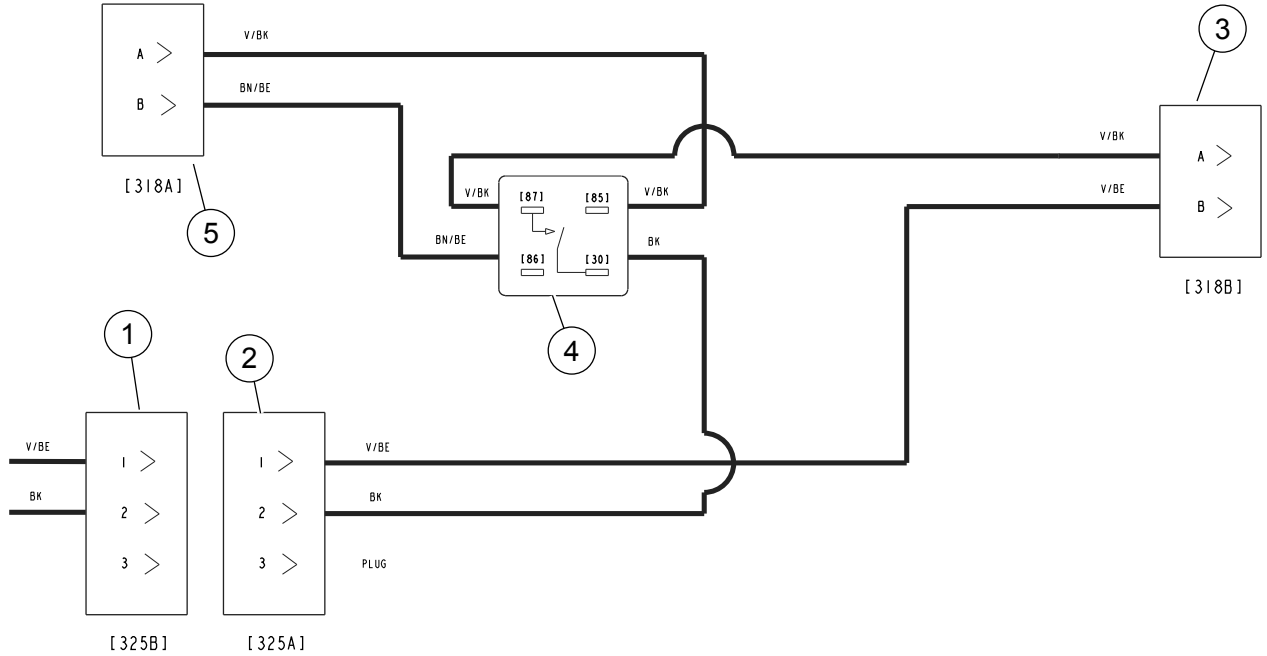 V/BK
A
BN/BE
B
[318A]
5
3
V/BK
A
V/BE
B
[318B]
V/BK
[87]
[85]
V/BK
BN/BE
[86]
[30]
BK
4
1
2
V/BE
1
BK
2
3
[325B]
1
V/BE
2
BK
3
PLUG
[325A]